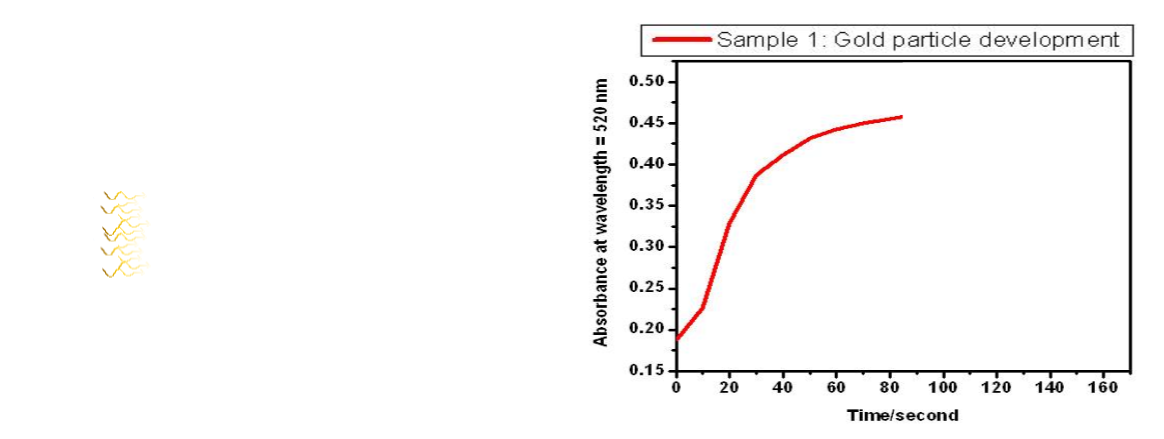 Sample 1: Gold particle development
0.50
0.45
0.40
0.35
0.30
0.25
0.20
0.15
Absorbance at wavelength = 520 nm
0 20 40 60 80 100 120 140 160
Time/second